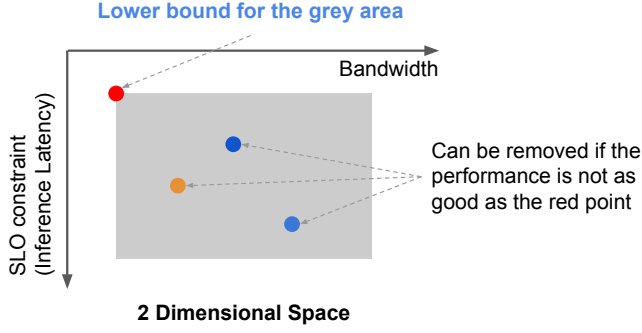 Lower bound for the grey area
Bandwidth
SLO constraint
(Inference Latency)
Can be removed if the
performance is not as
good as the red point
2 Dimensional Space